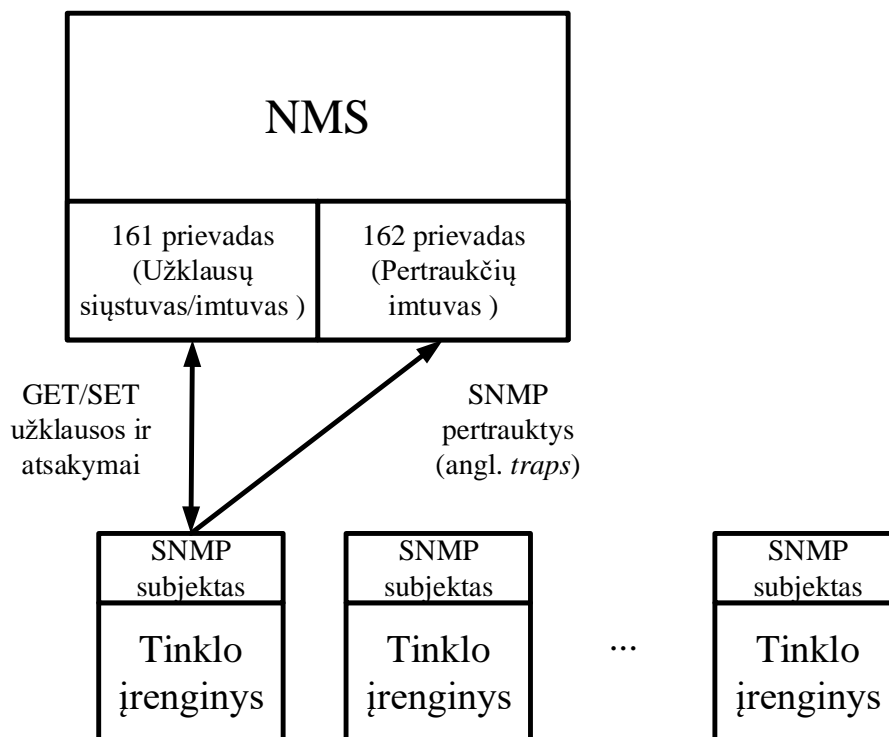 NMS
161 prievadas
(Užklausų
siųstuvas/imtuvas )
162 prievadas
(Pertraukčių
imtuvas )
GET/SET
užklausos ir
atsakymai
SNMP
pertrauktys
(angl. traps)
SNMP
subjektas
Tinklo
įrenginys
SNMP
subjektas
Tinklo
įrenginys
...
SNMP
subjektas
Tinklo
įrenginys